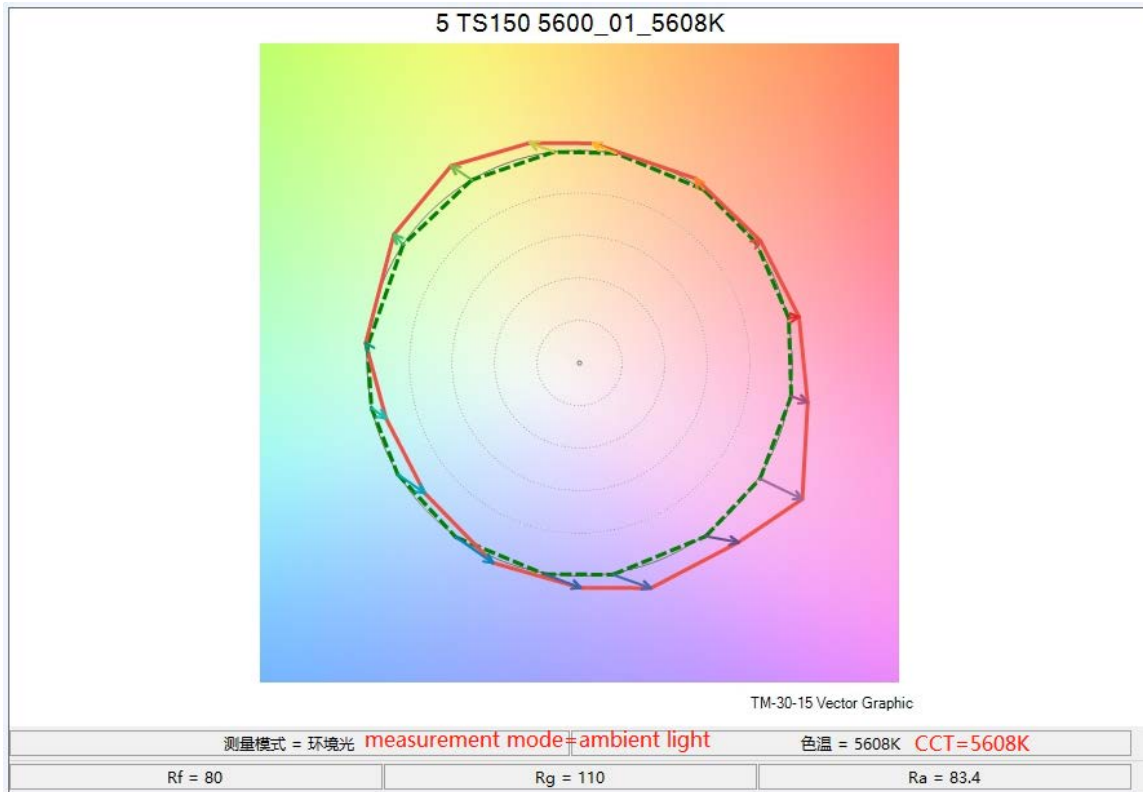 5 TS150 5600_01_5608K
TM-30-15 Vector Graphic
测量模式 = 环境光 measurement mode=ambient light 色温 = 5608K CCT=5608K
Rf = 80 Rg = 110 Ra = 83.4